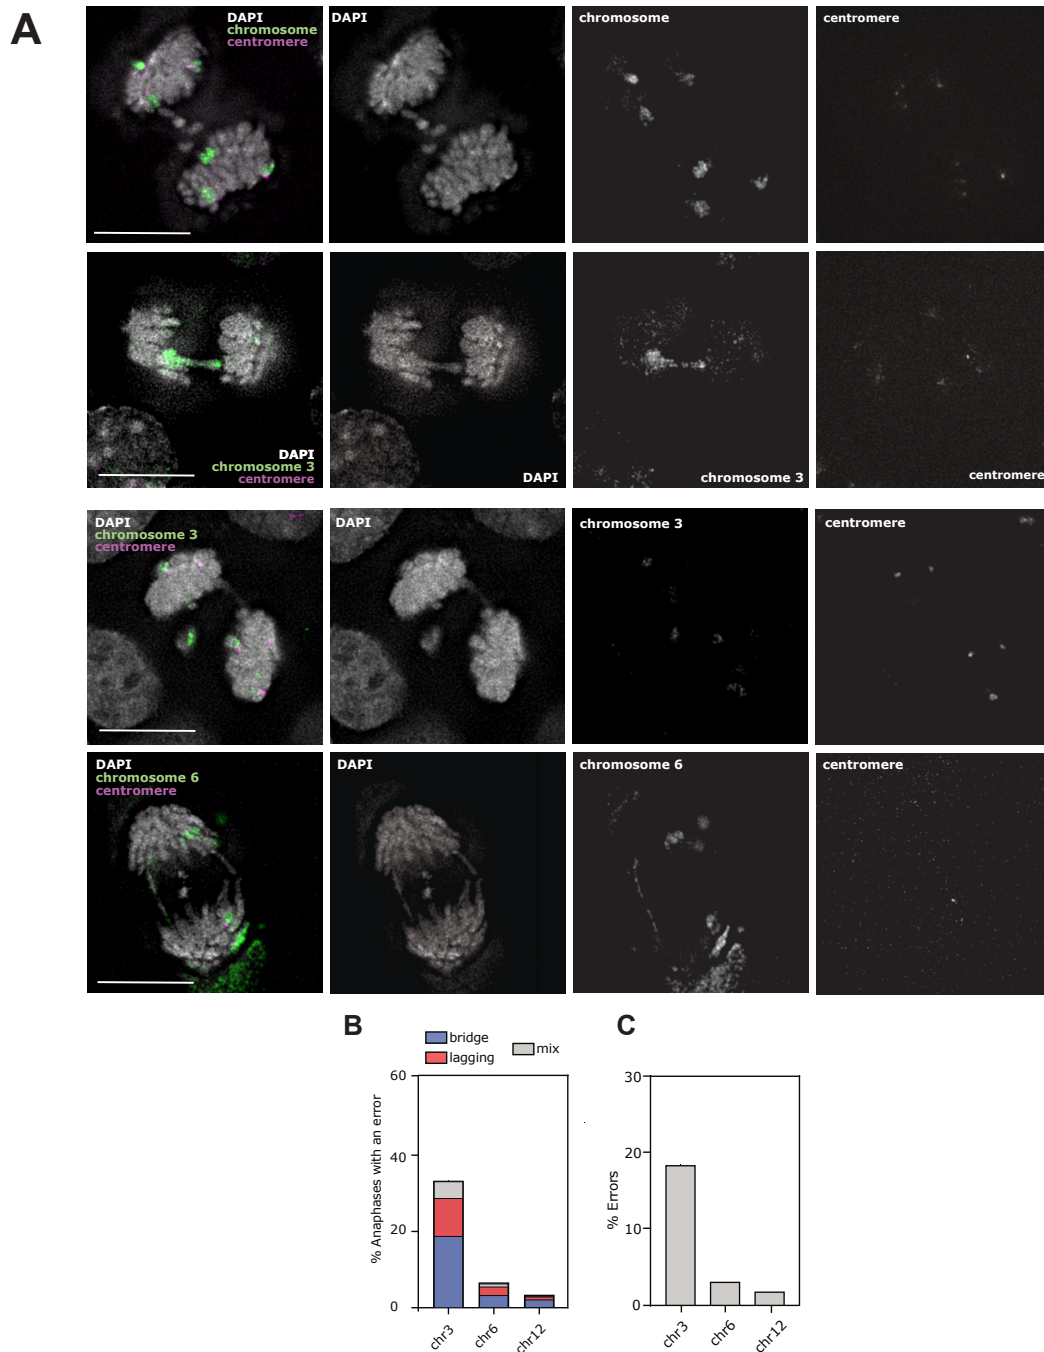 A
DAPI
chromosome
centromere
DAPI
chromosome
centromere
DAPI
chromosome 3
centromere
DAPI
chromosome 3
centromere
DAPI
chromosome 3
centromere
DAPI
chromosome 3
centromere
DAPI
chromosome 6
centromere
DAPI
chromosome 6
centromere
B
bridge
lagging
mix
% Anaphases with an error
60
40
20
0
chr3
chr6
chr12
C
% Errors
30
20
10
0
chr3
chr6
chr12